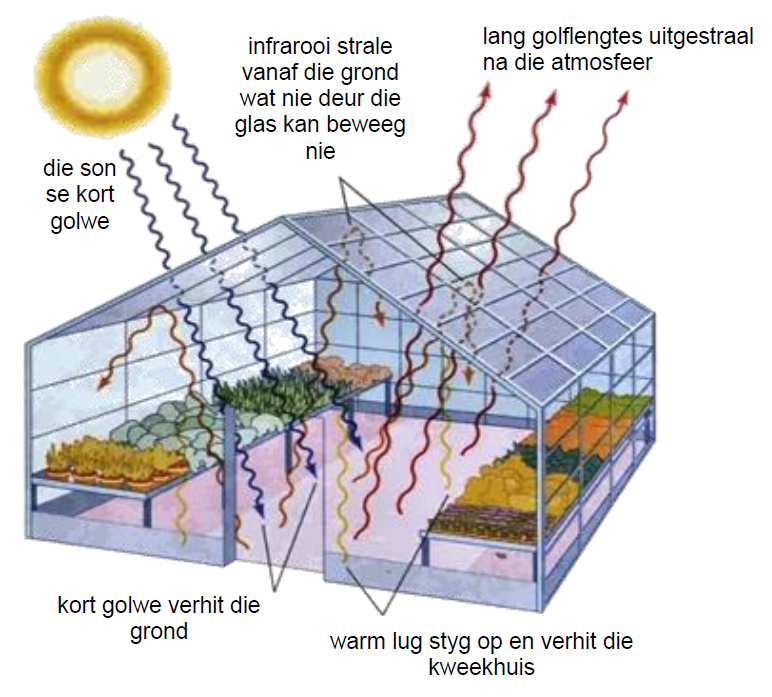 infrarooi strale
vanaf die grond
wat nie deur die
glas kan beweeg
nie
lang golflengtes uitgestraal
na die atmosfeer
die son
se kort
golwe
kort golwe verhit die
grond
warm lug styg op en verhit die
kweekhuis